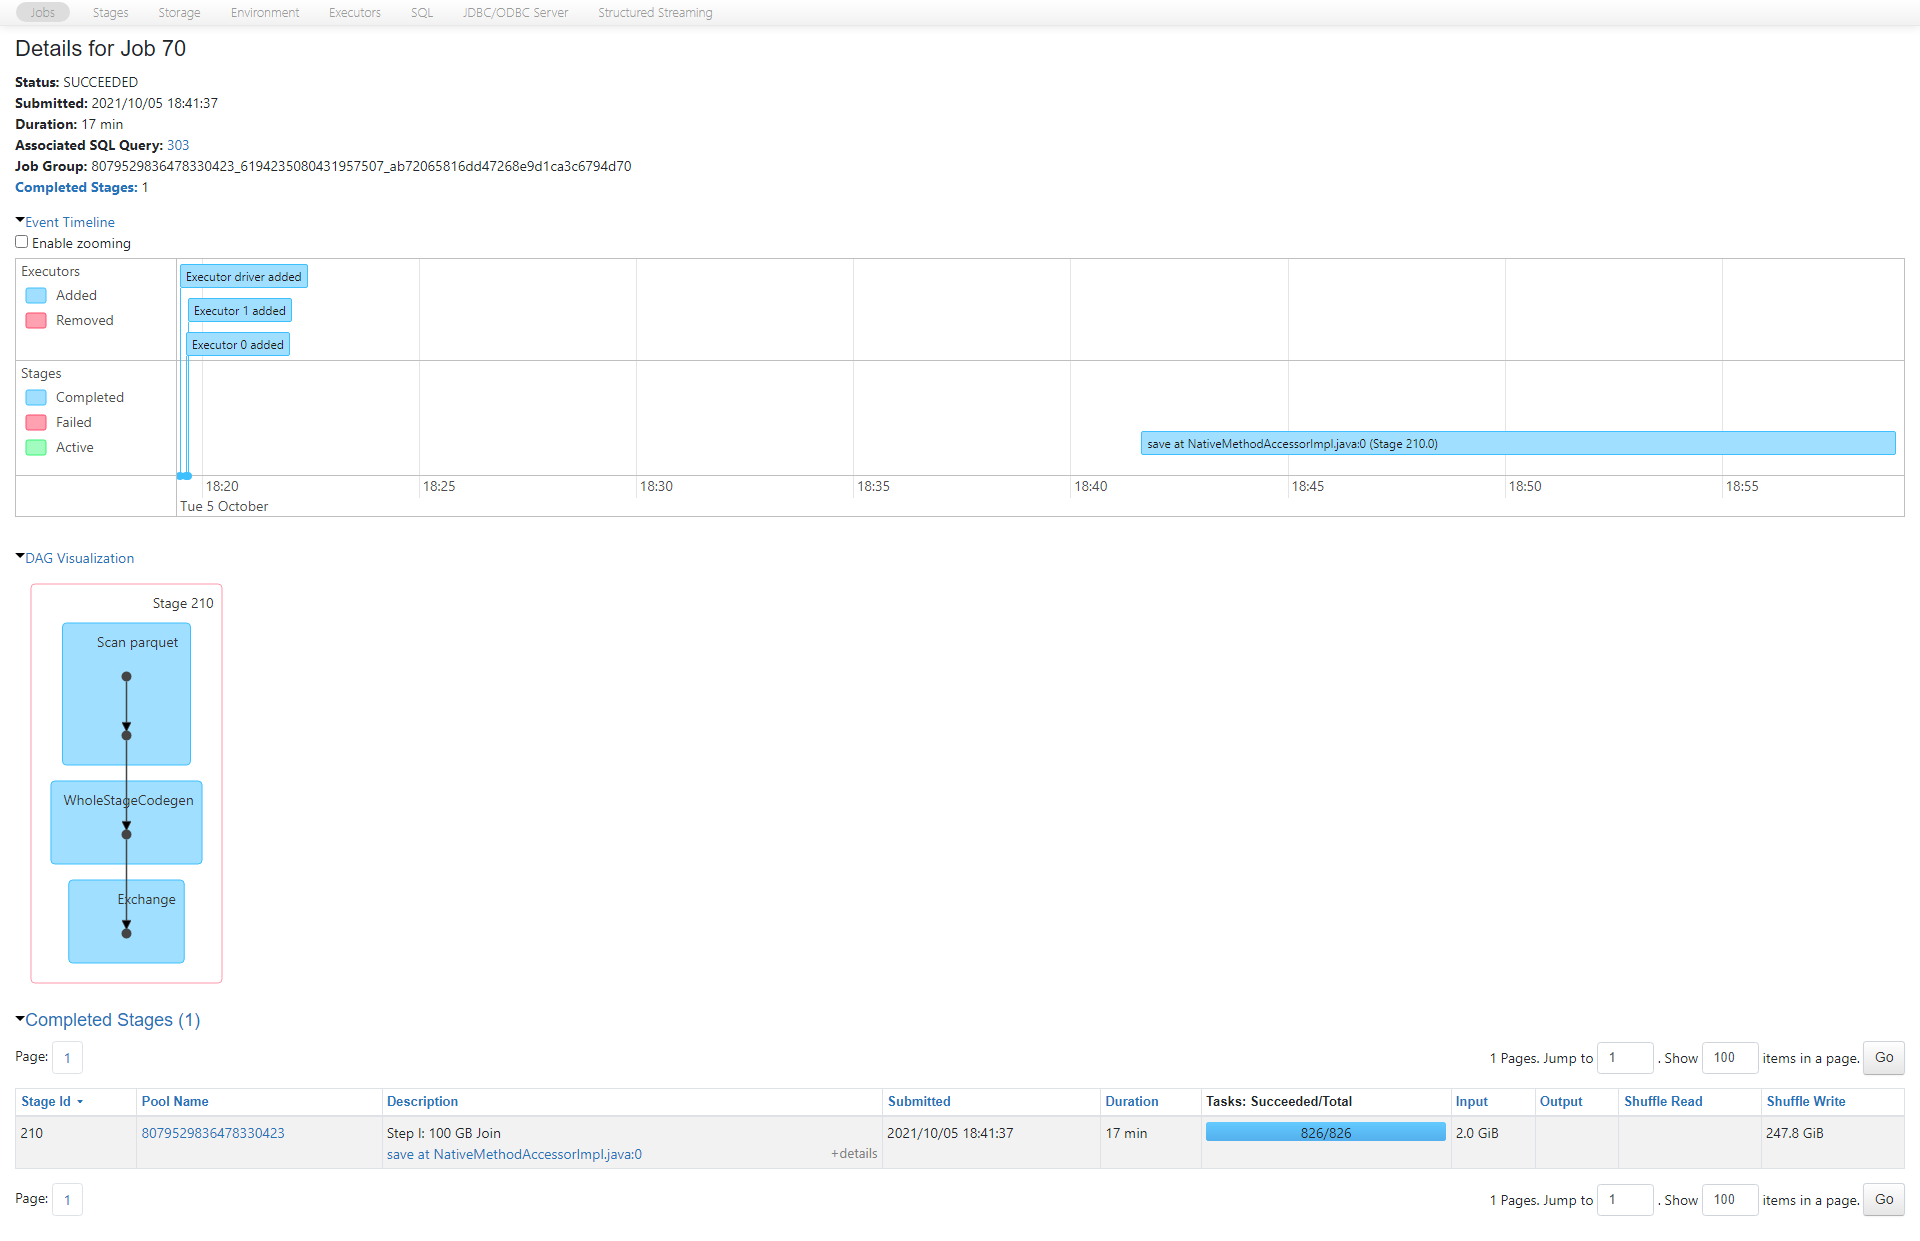 Jobs Stages Storage Environment Executors SQL JDBC/ODBC Server Structured Streaming
Details for Job 70
Status: SUCCEEDED
Submitted: 2021/10/05 18:41:37
Duration: 17 min
Associated SQL Query: 303
Job Group: 8079529836478330423_6194235080431957507_ab72065816dd47268e9d1ca3c6794d70
Completed Stages: 1
Event Timeline
Enable zooming
Executors
Added
Removed
Executor driver added
Executor 1 added
Executor 0 added
Stages
Completed
Failed
Active
save at NativeMethodAccessorImpl.java:0 (Stage 210.0)
18:20 18:25 18:30 18:35 18:40 18:45 18:50 18:55
Tue 5 October
DAG Visualization
Stage 210
Scan parquet
WholeStageCodegen
Exchange
Completed Stages (1)
Page: 1 1 Pages. Jump to 1 . Show 100 items in a page. Go
Stage Id Pool Name Description Submitted Duration Tasks: Succeeded/Total Input Output Shuffle Read Shuffle Write
210 8079529836478330423 Step I: 100 GB Join 2021/10/05 18:41:37 17 min 826/826 2.0 GiB 247.8 GiB
save at NativeMethodAccessorImpl.java:0 +details
Page: 1 1 Pages. Jump to 1 . Show 100 items in a page. Go